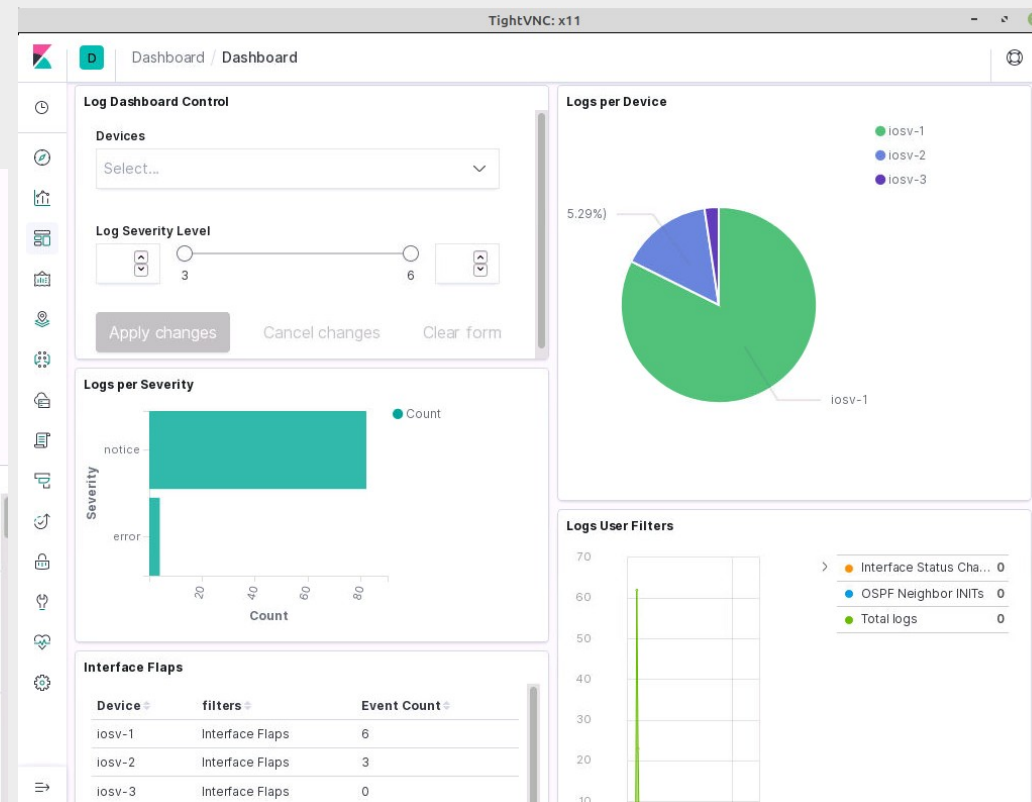 TightVNC: x11
D
Dashboard / Dashboard
Log Dashboard Control
Devices
Select...
Log Severity Level
3
6
Apply changes
Cancel changes
Clear form
Logs per Device
iosv-1
iosv-2
iosv-3
5.29%)
iosv-1
Logs per Severity
Count
notice
Severity
error
20
40
60
80
Count
Logs User Filters
70
60
50
40
30
20
10
Interface Status Cha... 0
OSPF Neighbor INITs 0
Total logs 0
Interface Flaps
Device filters Event Count
iosv-1 Interface Flaps 6
iosv-2 Interface Flaps 3
iosv-3 Interface Flaps 0